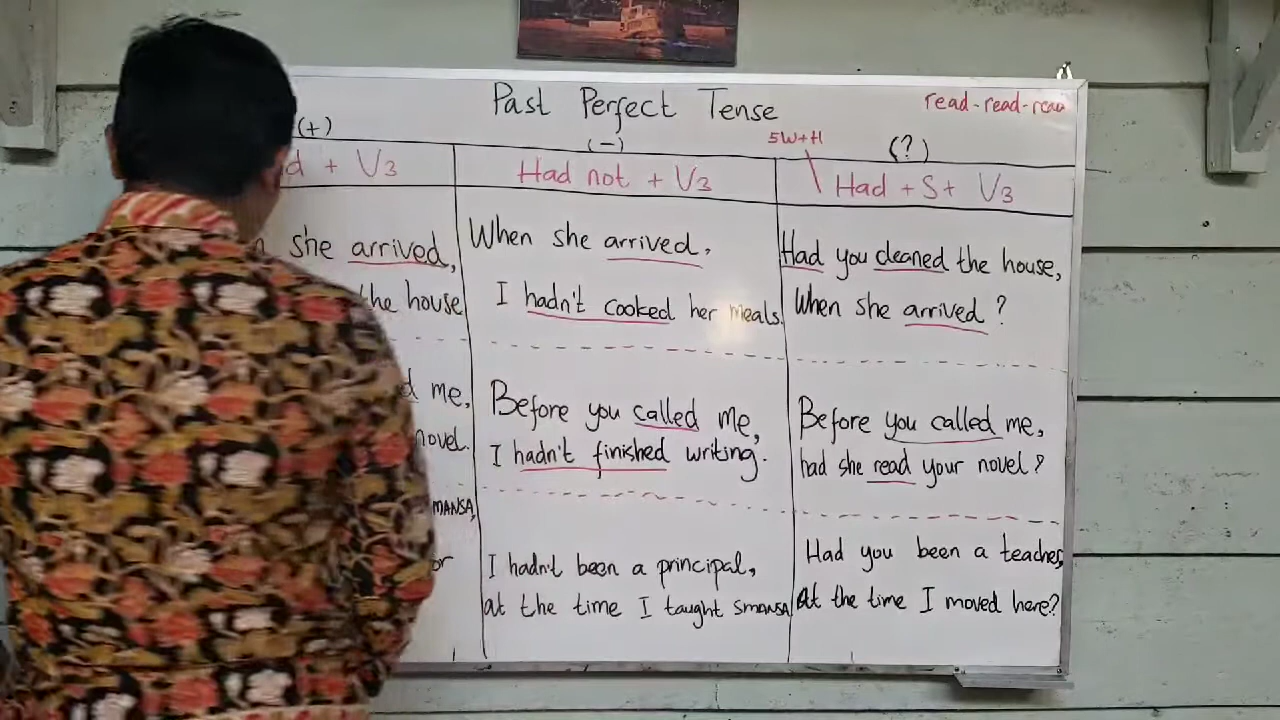 Past Perfect Tense
read-read-read
(+)
(-)
5W+H
(?)
+ V3
Had not + V3
Had + S + V3
she arrived,
the house
When she arrived,
I hadn't cooked her meals.
Had you cleaned the house,
When she arrived?
me,
novel.
Before you called me,
I hadn't finished writing.
Before you called me,
had she read your novel?
MANSA,
I hadn't been a principal,
at the time I taught SMANSA
Had you been a teacher,
At the time I moved here?